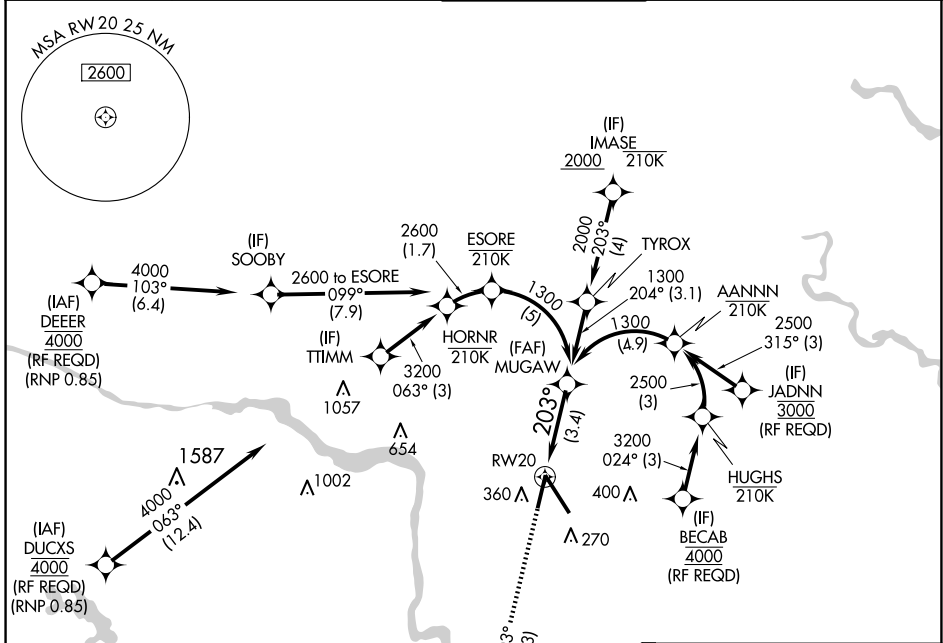 MSA RW20 25 NM
2600
(IF)
IMASE
2000
210K
2000
203°
(4)
TYROX
1300
204° (3.1)
ESORE
210K
2600
(1.7)
(IF)
SOOBY
4000
103°
(6.4)
2600 to ESORE
099°
(7.9)
(IAF)
DEEER
4000
(RF REQD)
(RNP 0.85)
(IF)
TTIMM
HORNR
210K
3200
063° (3)
1300
(5)
(FAF)
MUGAW
1300
(4.9)
AANNN
210K
2500
315° (3)
(IF)
JADNN
3000
(RF REQD)
2500
(3)
HUGHS
210K
3200
024° (3)
(IF)
BECAB
4000
(RF REQD)
203°
(3.4)
RW20
360
400
270
1057
654
1002
1587
4000
063°
(12.4)
(IAF)
DUCXS
4000
(RF REQD)
(RNP 0.85)
3°
3)